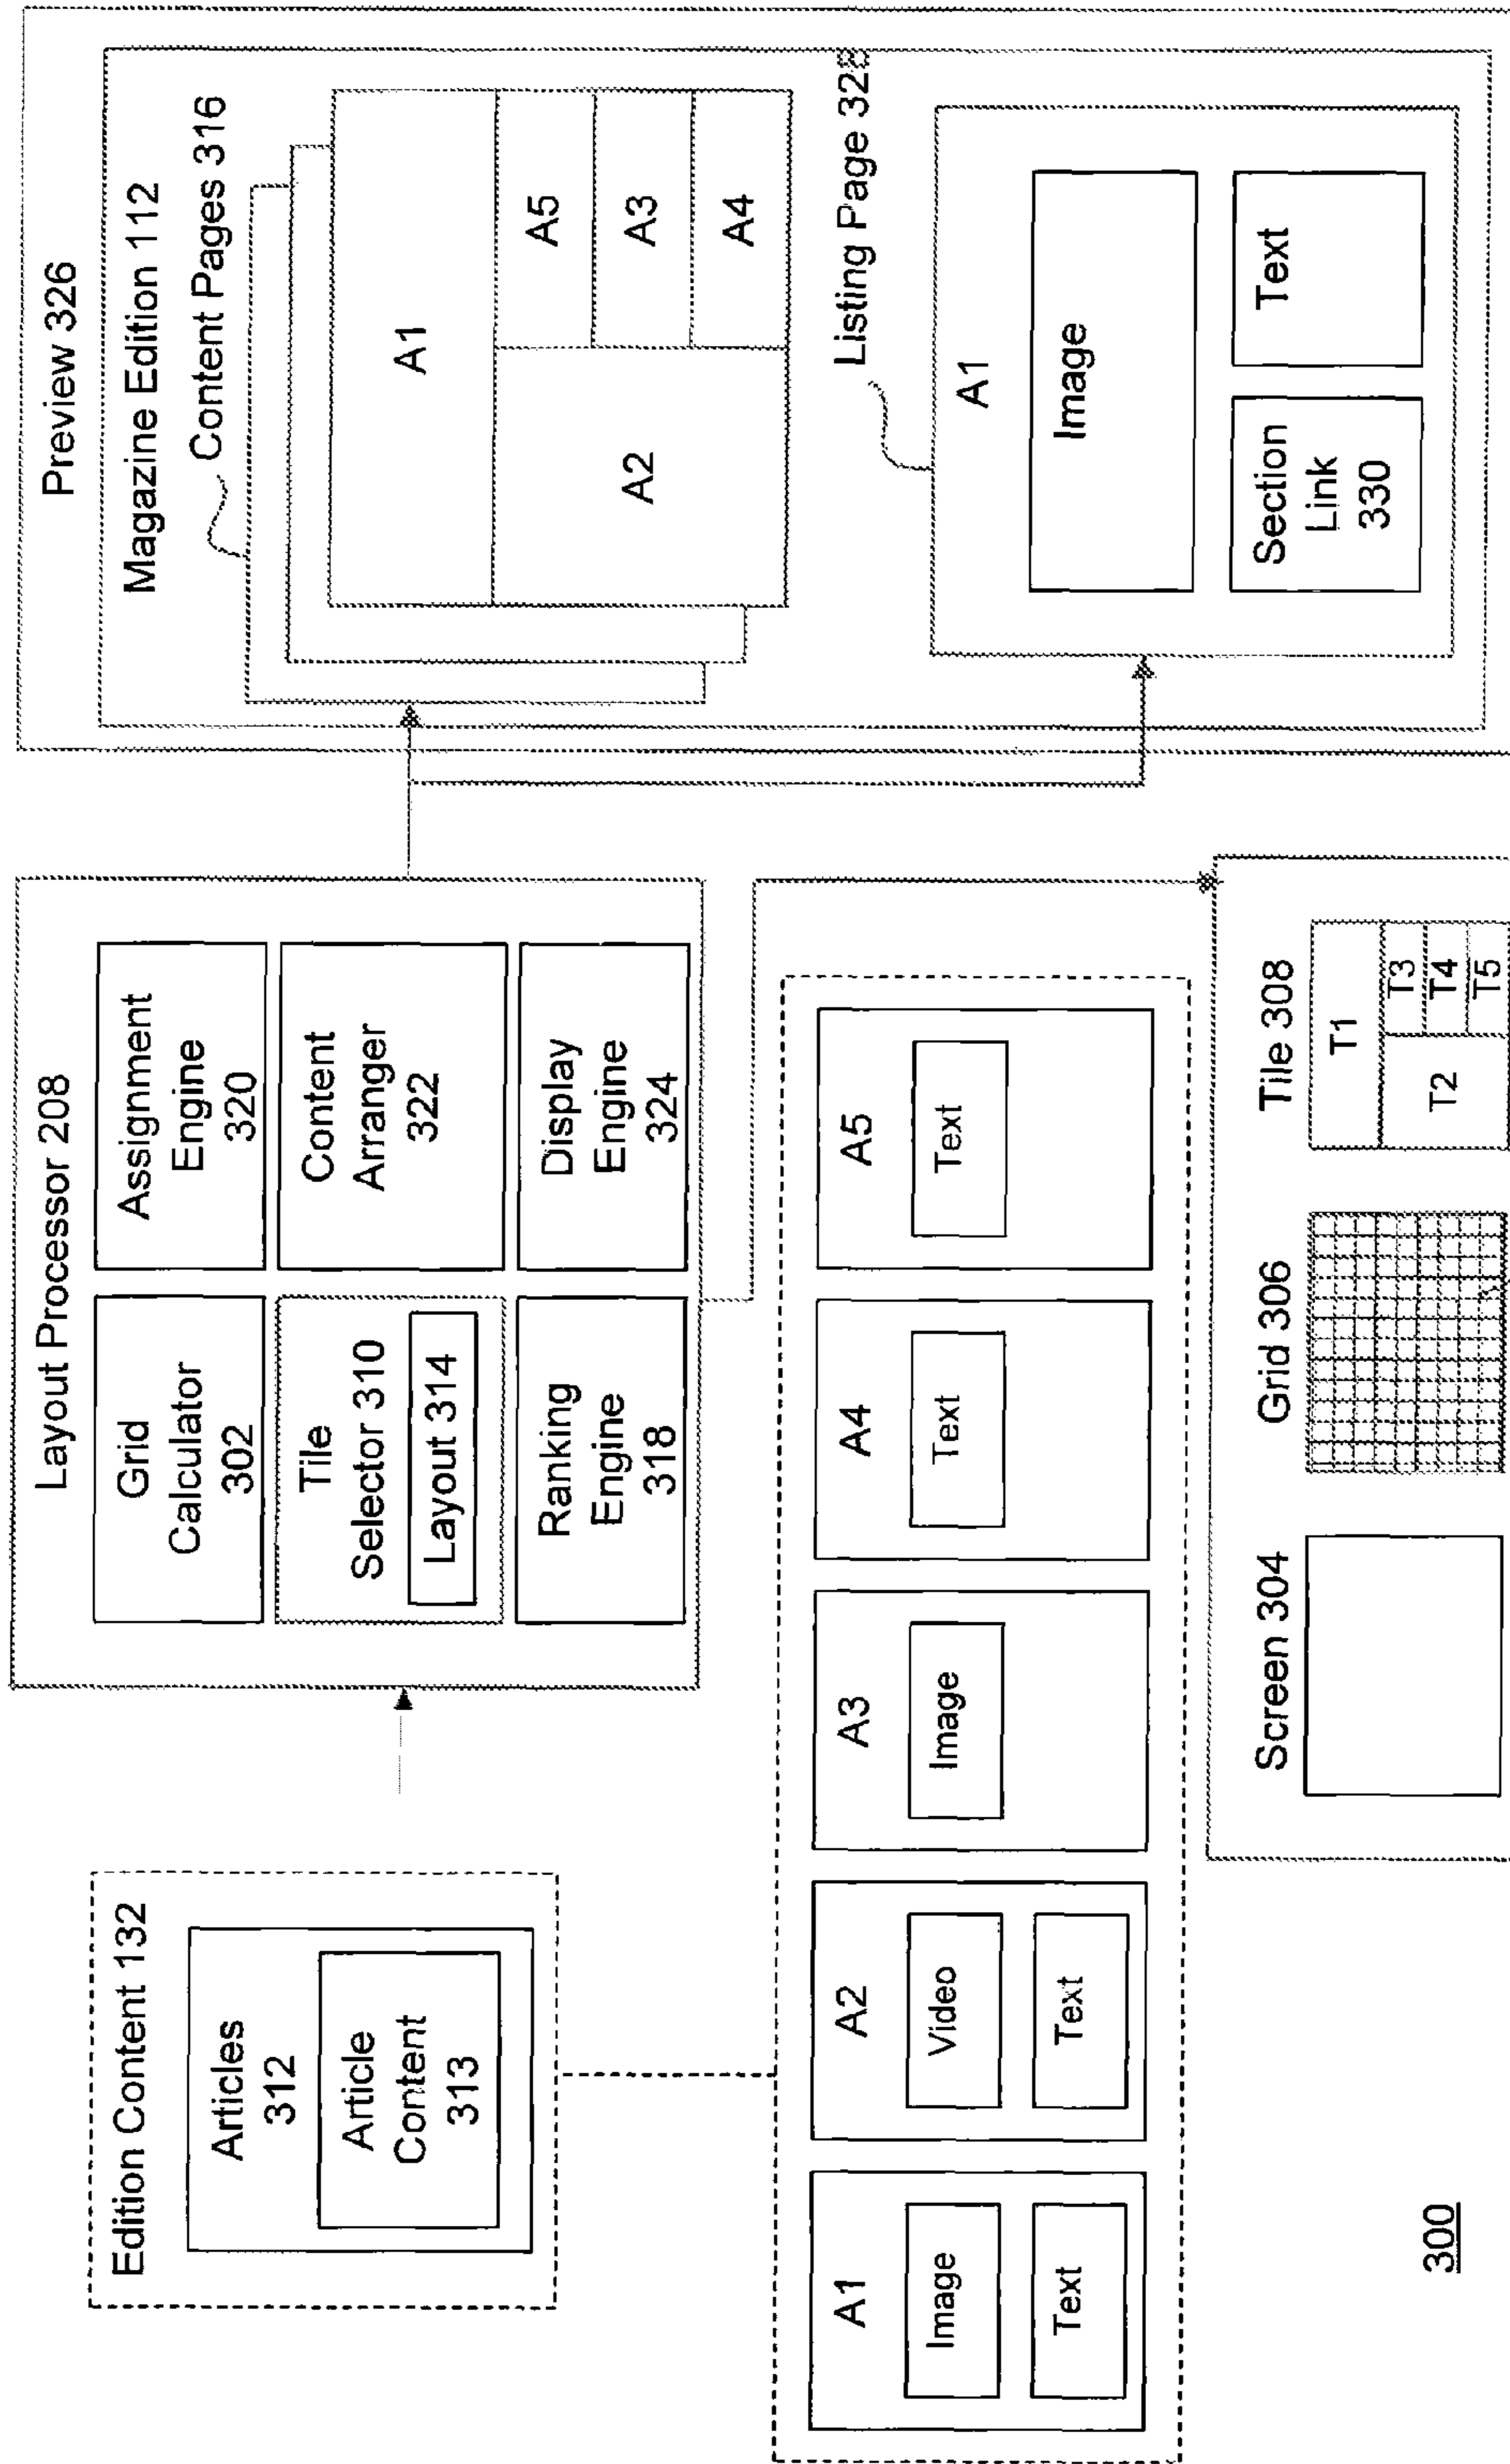 Edition Content 132
Articles
312
Article
Content
313
Layout Processor 208
Grid
Calculator
302
Assignment
Engine
320
Tile
Selector 310
Layout 314
Content
Arranger
322
Ranking
Engine
318
Display
Engine
324
Preview 326
Magazine Edition 112
Content Pages 316
A1
A2
A5
A3
A4
Listing Page 328
A1
Image
Section
Link
330
Text
A1
Image
Text
A2
Video
Text
A3
Image
A4
Text
A5
Text
Screen 304
Grid 306
Tile 308
T1
T2
T3
T4
T5
300